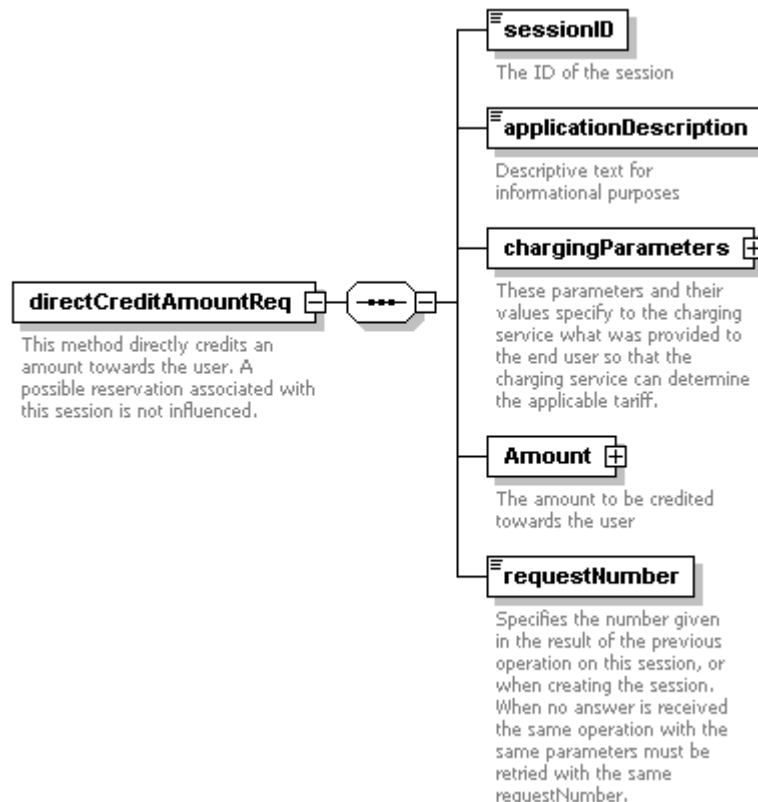 sessionID
The ID of the session
applicationDescription
Descriptive text for
informational purposes
chargingParameters
These parameters and their
values specify to the charging
service what was provided to
the end user so that the
charging service can determine
the applicable tariff.
directCreditAmountReq
This method directly credits an
amount towards the user. A
possible reservation associated with
this session is not influenced.
Amount
The amount to be credited
towards the user
requestNumber
Specifies the number given
in the result of the previous
operation on this session, or
when creating the session.
When no answer is received
the same operation with the
same parameters must be
retried with the same
requestNumber.